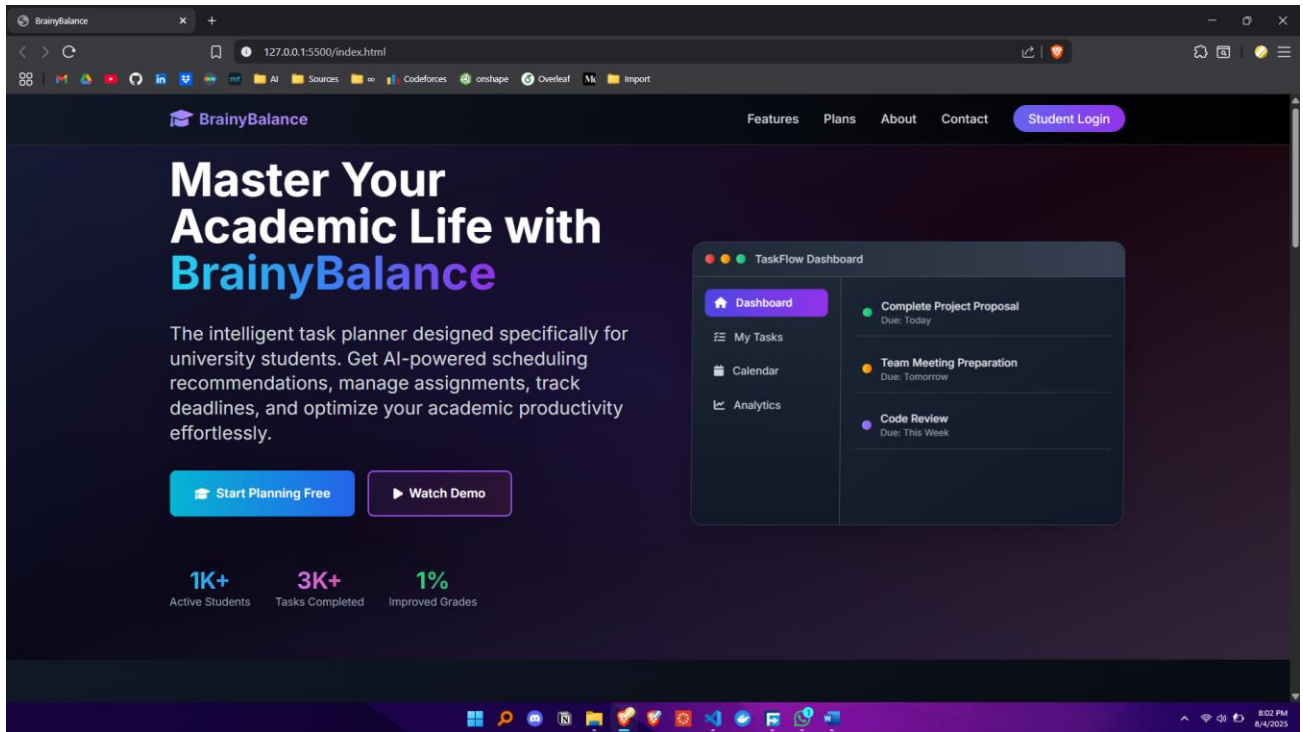 BrainyBalance
127.0.0.1:5500/index.html
AI
Sources
∞
Codeforces
onshape
Overleaf
Import
BrainyBalance
Features
Plans
About
Contact
Student Login
Master Your
Academic Life with
BrainyBalance
The intelligent task planner designed specifically for
university students. Get AI-powered scheduling
recommendations, manage assignments, track
deadlines, and optimize your academic productivity
effortlessly.
Start Planning Free
Watch Demo
1K+
Active Students
3K+
Tasks Completed
1%
Improved Grades
TaskFlow Dashboard
Dashboard
My Tasks
Calendar
Analytics
Complete Project Proposal
Due: Today
Team Meeting Preparation
Due: Tomorrow
Code Review
Due: This Week
8:02 PM
8/4/2025